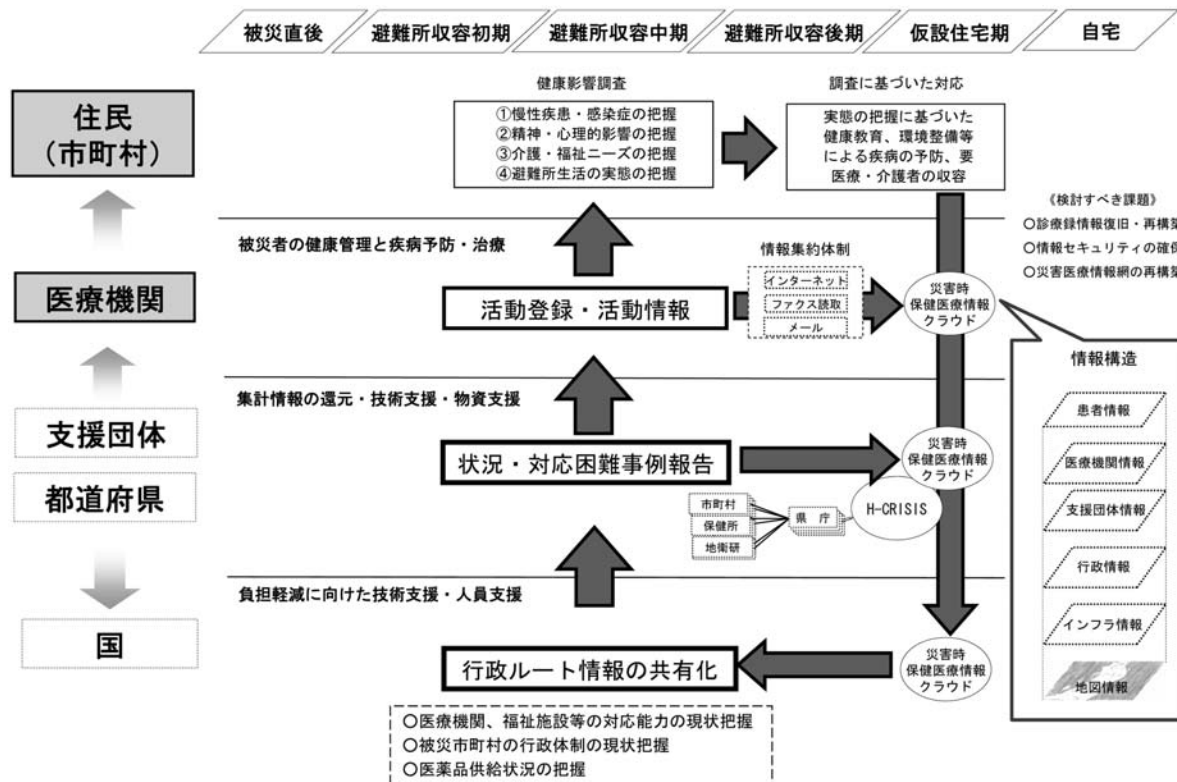 被災直後
避難所収容初期
避難所収容中期
避難所収容後期
仮設住宅期
自宅
健康影響調査
調査に基づいた対応
住民
（市町村）
①慢性疾患・感染症の把握
②精神・心理的影響の把握
③介護・福祉ニーズの把握
④避難所生活の実態の把握
実態の把握に基づいた
健康教育、環境整備等
による疾病の予防、要
医療・介護者の収容
《検討すべき課題》
○診療録情報復旧・再構築
○情報セキュリティの確保
○災害医療情報網の再構築
被災者の健康管理と疾病予防・治療
情報集約体制
医療機関
活動登録・活動情報
インターネット
ファクス読取
メール
災害時
保健医療情報
クラウド
情報構造
集計情報の還元・技術支援・物資支援
患者情報
支援団体
状況・対応困難事例報告
災害時
保健医療情報
クラウド
医療機関情報
都道府県
市町村
保健所
地衛研
県　庁
H-CRISIS
支援団体情報
行政情報
負担軽減に向けた技術支援・人員支援
インフラ情報
国
行政ルート情報の共有化
災害時
保健医療情報
クラウド
地図情報
○医療機関、福祉施設等の対応能力の現状把握
○被災市町村の行政体制の現状把握
○医薬品供給状況の把握